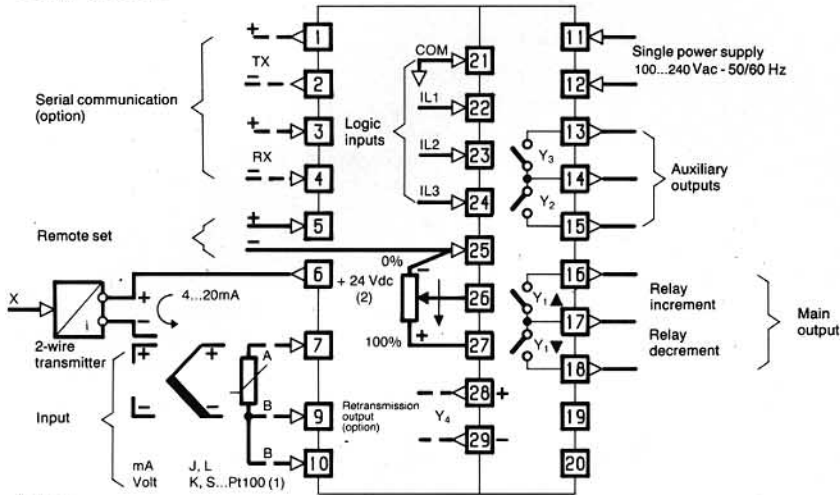 Serial communication
(option)
+
TX
−
+
RX
−
Remote set
+
−
1
2
3
4
5
6
7
9
10
X
i
+
−
4...20mA
2-wire
transmitter
Input
+
−
+
−
A
B
B
mA
Volt
J, L
K, S...Pt100 (1)
COM
IL1
IL2
IL3
Logic
inputs
21
22
23
24
25
26
27
28
29
0%
+ 24 Vdc
(2)
−
+
100%
Retransmission
output
(option)
Y4
+
−
11
12
13
14
15
16
17
18
19
20
Single power supply
100...240 Vac - 50/60 Hz
Y3
Y2
Auxiliary
outputs
Y1 ▲
Y1 ▼
Relay
increment
Relay
decrement
Main
output